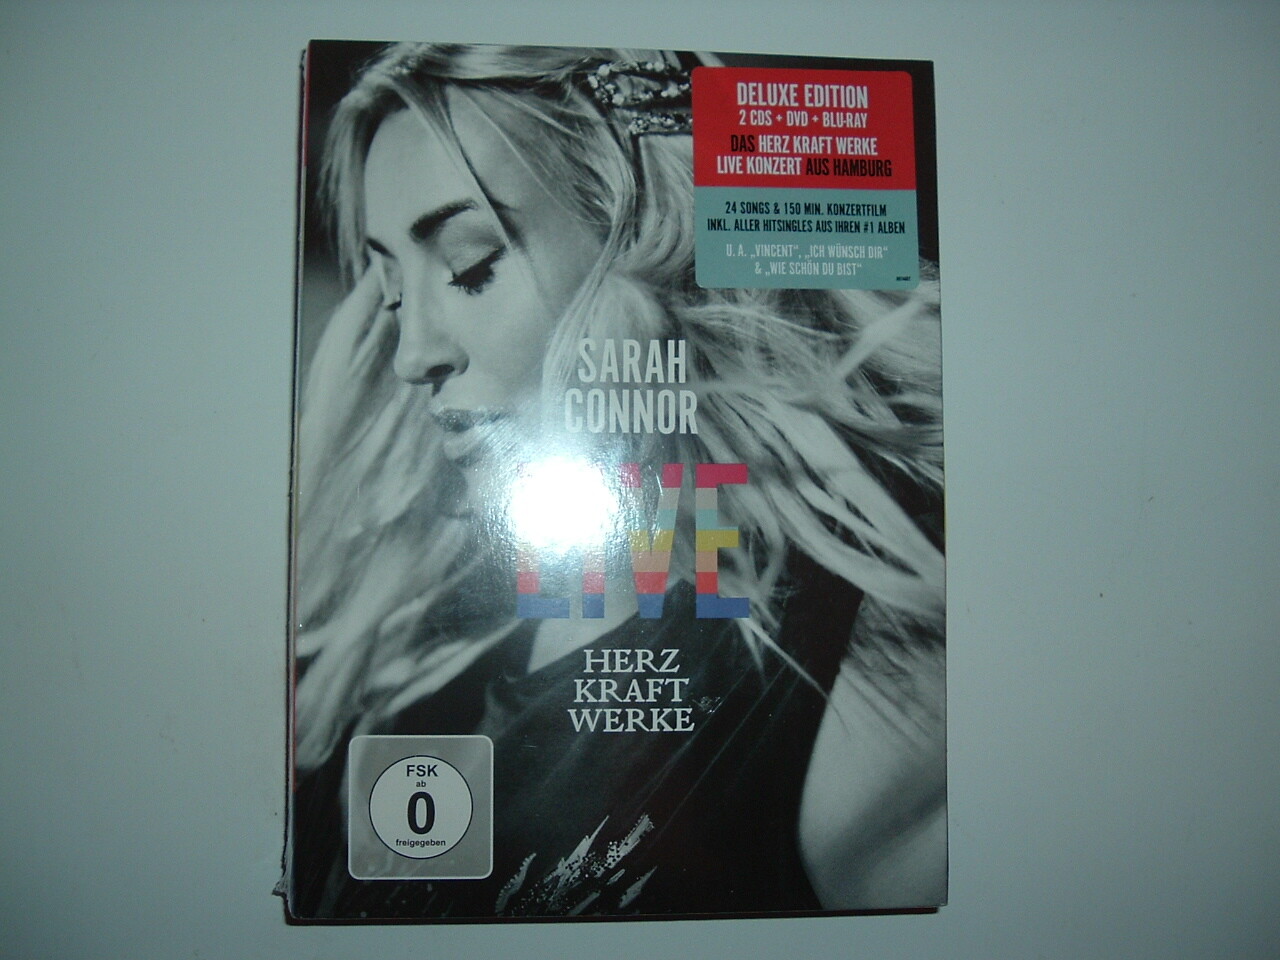 DELUXE EDITION
2 CDS + DVD + BLU-RAY
DAS HERZ KRAFT WERKE
LIVE KONZERT AUS HAMBURG
24 SONGS & 150 MIN. KONZERTFILM
INKL. ALLER HITSINGLES AUS IHREN #1 ALBEN
U. A. „VINCENT“, „ICH WÜNSCH DIR“
& „WIE SCHÖN DU BIST“
SARAH
CONNOR
LIVE
HERZ
KRAFT
WERKE
FSK
ab
0
freigegeben